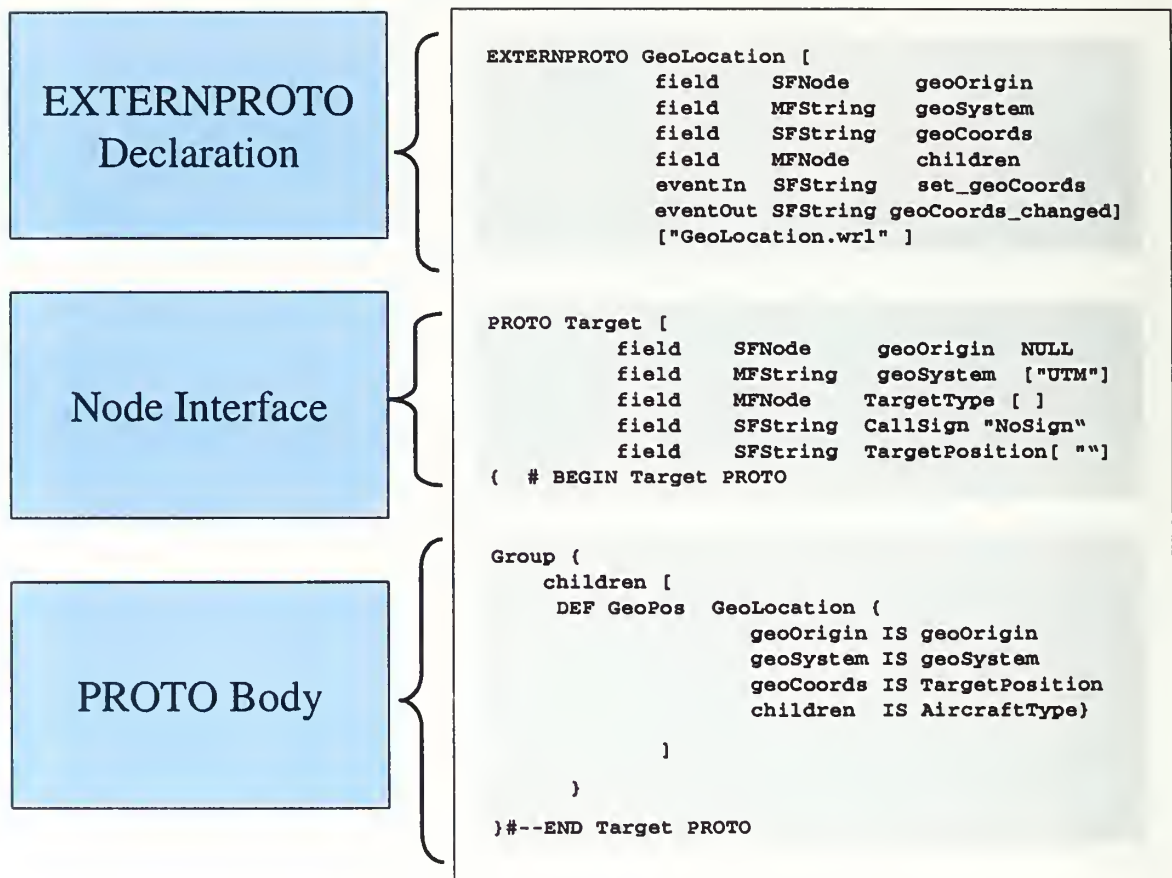 EXTERNPROTO
Declaration
EXTERNPROTO GeoLocation [
field SFNode geoOrigin
field MFString geoSystem
field SFString geoCoords
field MFNode children
eventIn SFString set_geoCoords
eventOut SFString geoCoords_changed]
["GeoLocation.wrl" ]
Node Interface
PROTO Target [
field SFNode geoOrigin NULL
field MFString geoSystem ["UTM"]
field MFNode TargetType [ ]
field SFString CallSign "NoSign“
field SFString TargetPosition[ "“]
{ # BEGIN Target PROTO
PROTO Body
Group {
children [
DEF GeoPos GeoLocation {
geoOrigin IS geoOrigin
geoSystem IS geoSystem
geoCoords IS TargetPosition
children IS AircraftType}
]
}
}#--END Target PROTO